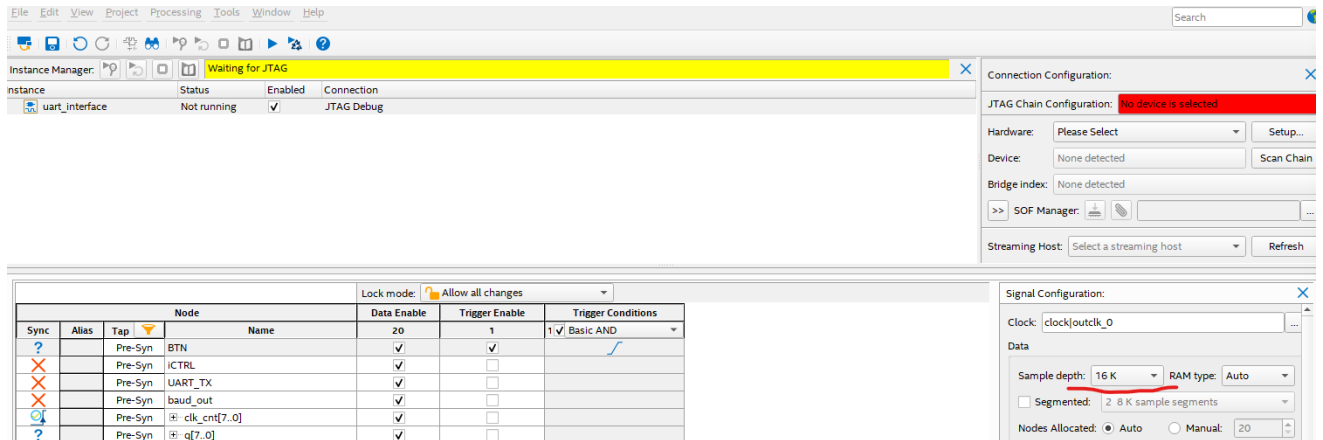 File Edit View Project Processing Tools Window Help
Search
Instance Manager: Waiting for JTAG
nstance Status Enabled Connection
uart_interface Not running JTAG Debug
Connection Configuration:
JTAG Chain Configuration: No device is selected
Hardware: Please Select Setup...
Device: None detected Scan Chain
Bridge index: None detected
>> SOF Manager: ...
Streaming Host: Select a streaming host Refresh
Lock mode: Allow all changes
Node Data Enable Trigger Enable Trigger Conditions
Sync Alias Tap Name 20 1 1 Basic AND
? Pre-Syn BTN
Pre-Syn iCTRL
Pre-Syn UART_TX
Pre-Syn baud_out
Pre-Syn clk_cnt[7..0]
? Pre-Syn q[7..0]
Signal Configuration:
Clock: clock|outclk_0 ...
Data
Sample depth: 16 K RAM type: Auto
Segmented: 2 8 K sample segments
Nodes Allocated: Auto Manual: 20